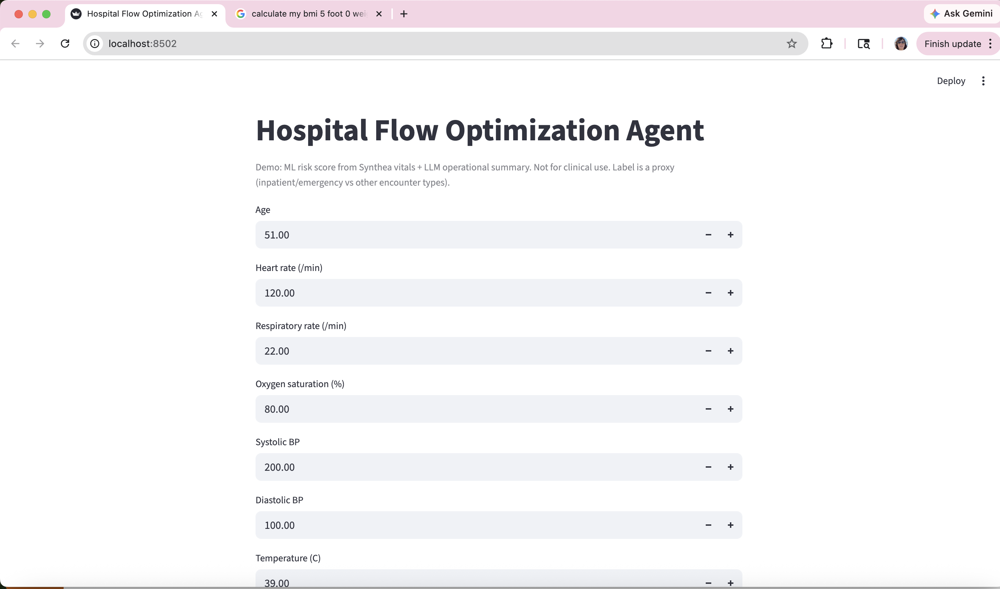 Hospital Flow Optimization Ag
calculate my bmi 5 foot 0 wei
Ask Gemini
localhost:8502
Finish update
Deploy
Hospital Flow Optimization Agent
Demo: ML risk score from Synthea vitals + LLM operational summary. Not for clinical use. Label is a proxy
(inpatient/emergency vs other encounter types).
Age
51.00
Heart rate (/min)
120.00
Respiratory rate (/min)
22.00
Oxygen saturation (%)
80.00
Systolic BP
200.00
Diastolic BP
100.00
Temperature (C)
39.00